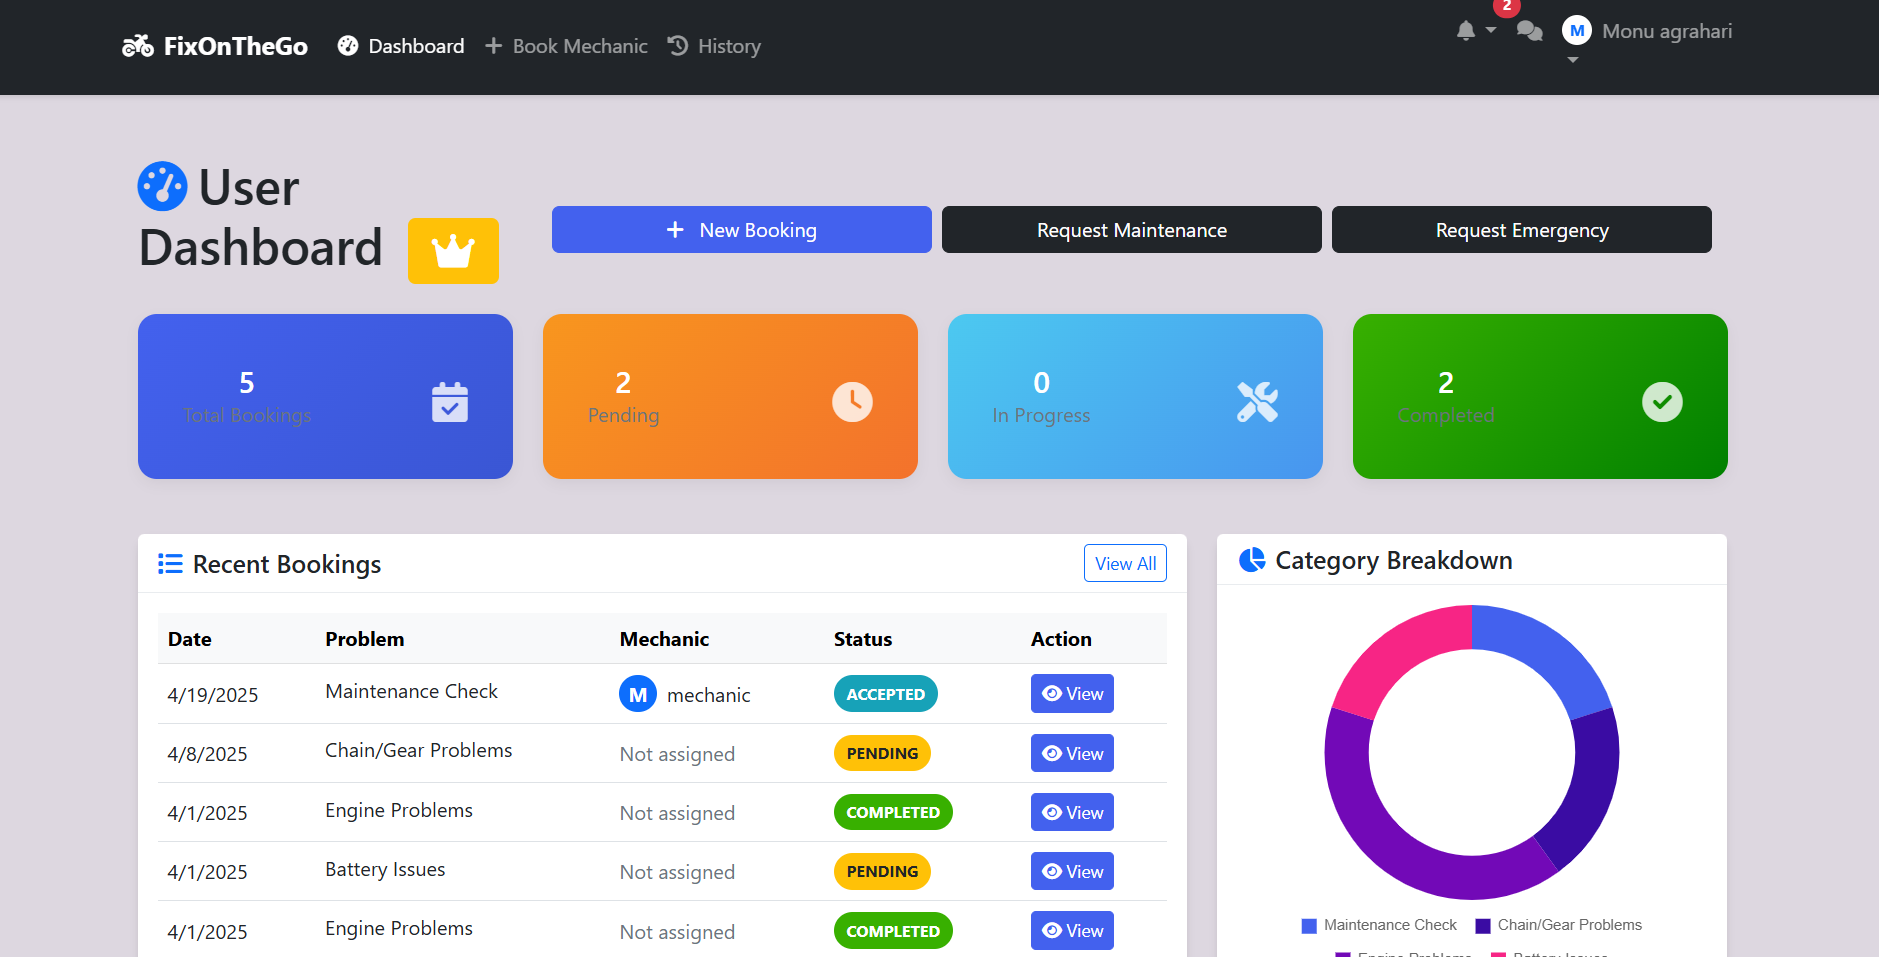 FixOnTheGo Dashboard Book Mechanic History 2 M Monu agrahari
User
Dashboard
New Booking Request Maintenance Request Emergency
5 2 0 2
Total Bookings Pending In Progress Completed
Recent Bookings View All
Date Problem Mechanic Status Action
4/19/2025 Maintenance Check M mechanic ACCEPTED View
4/8/2025 Chain/Gear Problems Not assigned PENDING View
4/1/2025 Engine Problems Not assigned COMPLETED View
4/1/2025 Battery Issues Not assigned PENDING View
4/1/2025 Engine Problems Not assigned COMPLETED View
Category Breakdown
Maintenance Check Chain/Gear Problems
Engine Problems Battery Issues